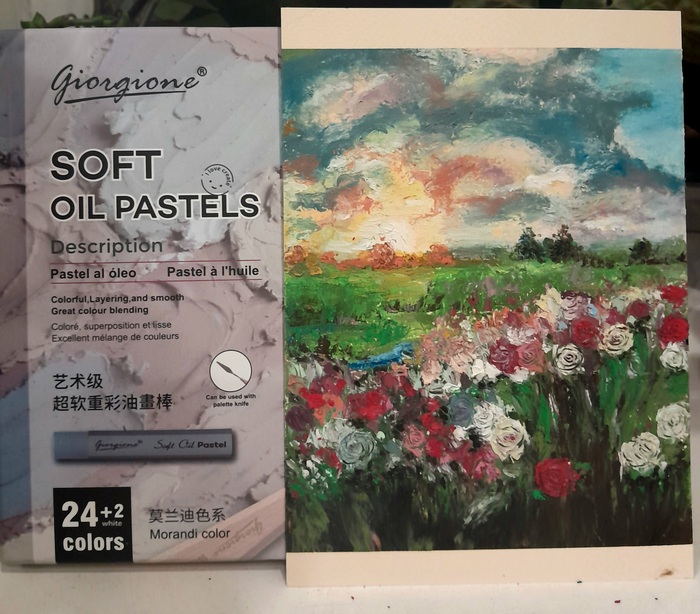 Giorgione®
SOFT
I love crafts
OIL PASTELS
Description
Pastel al óleo Pastel à l'huile
Colorful,Layering,and smooth
Great colour blending
Coloré, superposition et lisse
Excellent mélange de couleurs
艺术级
超软重彩油畫棒
Can be used with
palette knife
Giorgione Soft Oil Pastel
24+2
white
colors
莫兰迪色系
Morandi color